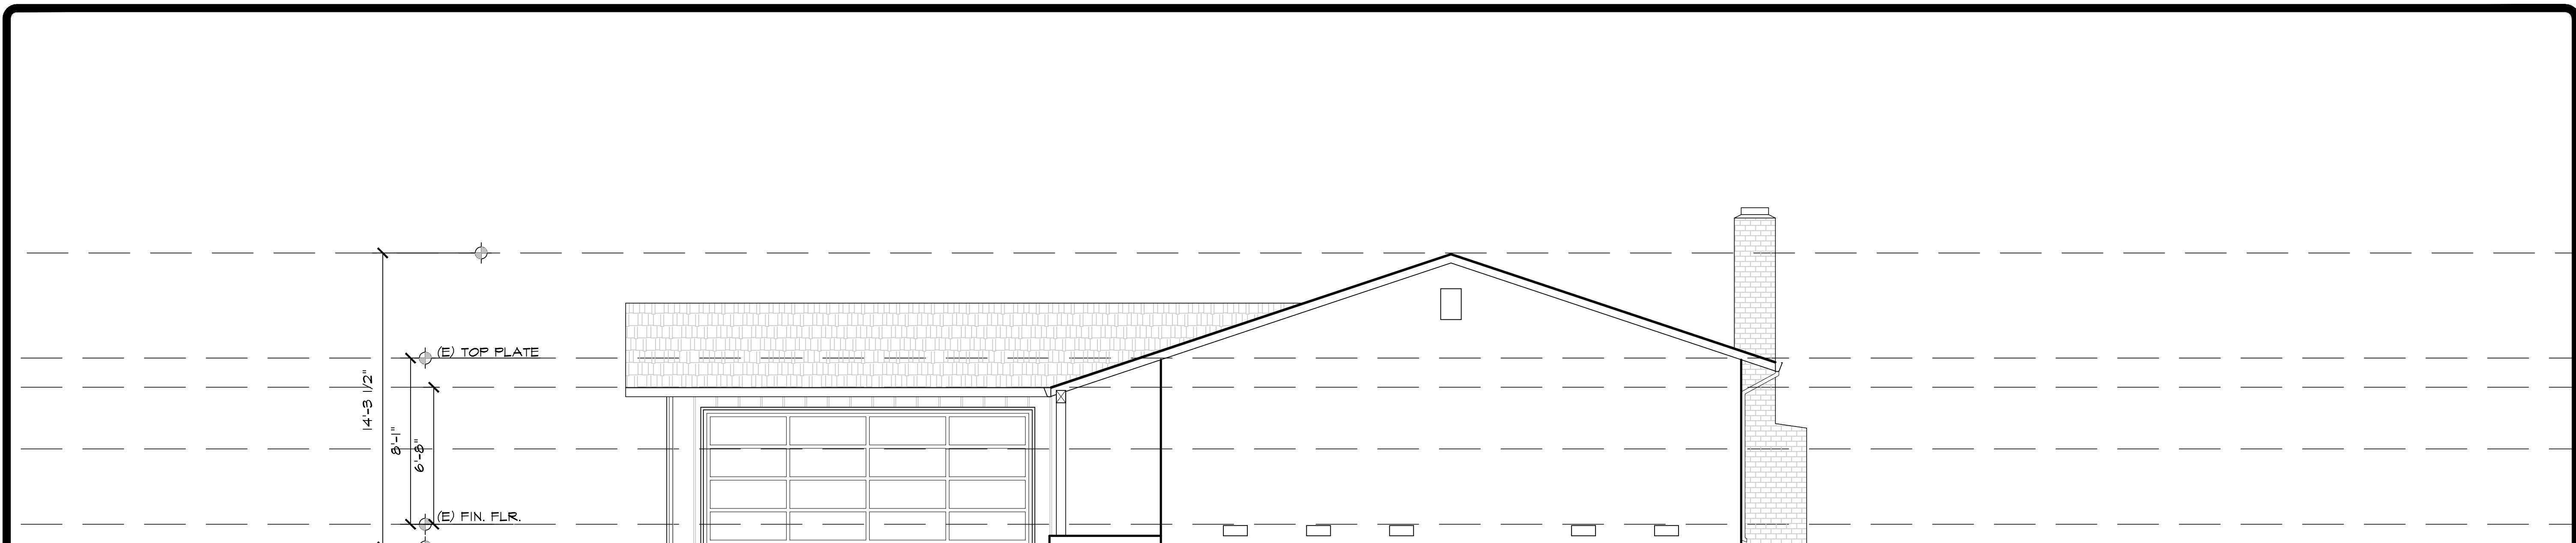 (E) TOP PLATE
14'-3 1/2"
8'-1"
6'-8"
(E) FIN. FLR.